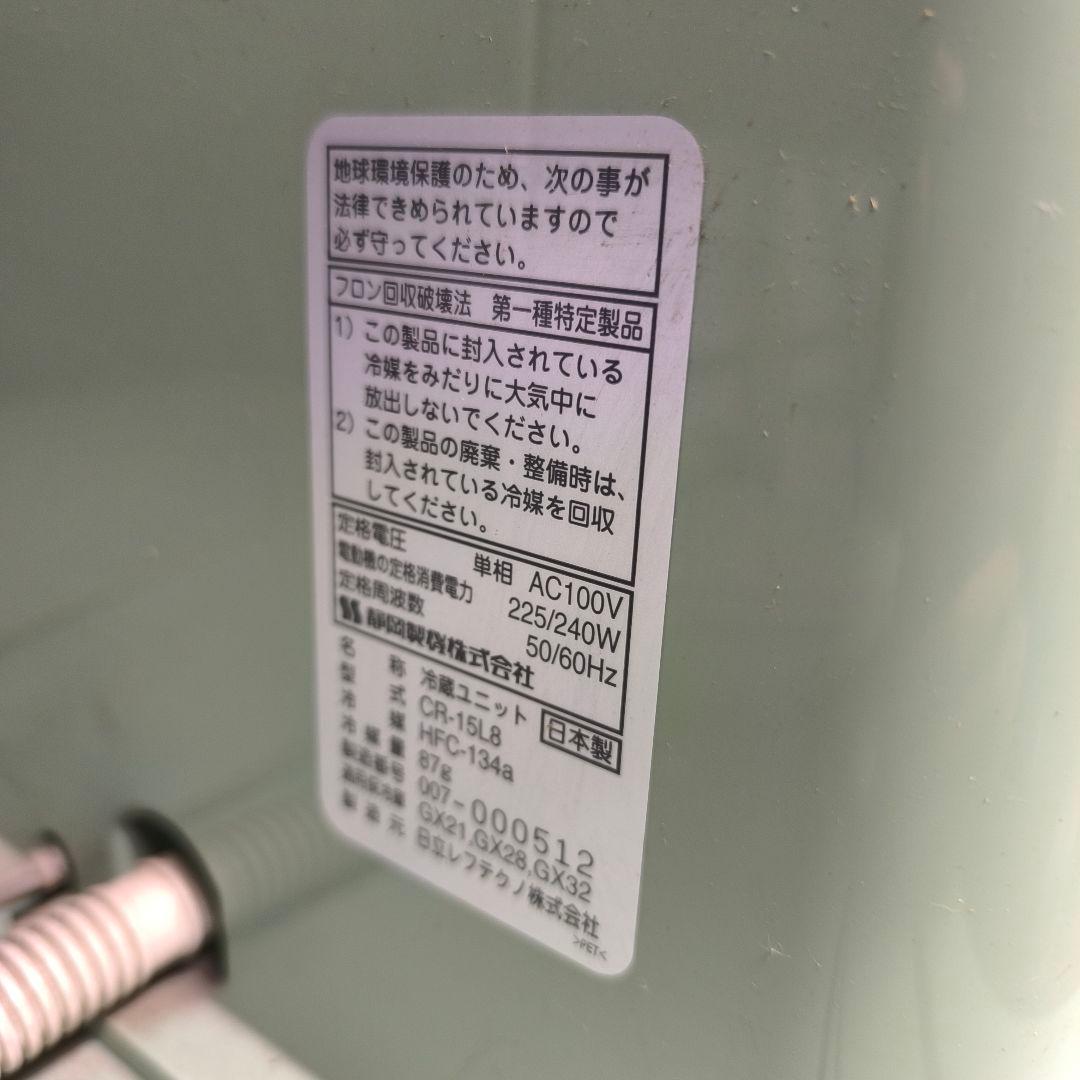 地球環境保護のため、次の事が
法律できめられていますので
必ず守ってください。
フロン回収破壊法 第一種特定製品
1) この製品に封入されている
冷媒をみだりに大気中に
放出しないでください。
2) この製品の廃棄・整備時は、
封入されている冷媒を回収
してください。
定格電圧 単相 AC100V
電動機の定格消費電力 225/240W
定格周波数 50/60Hz
静岡製機株式会社
名称 冷蔵ユニット 日本製
型式 CR-15L8
冷媒 HFC-134a
冷媒量 87g
製造番号 007-000512
GX21,GX28,GX32
製造元 日立レフテクノ株式会社
>PET<